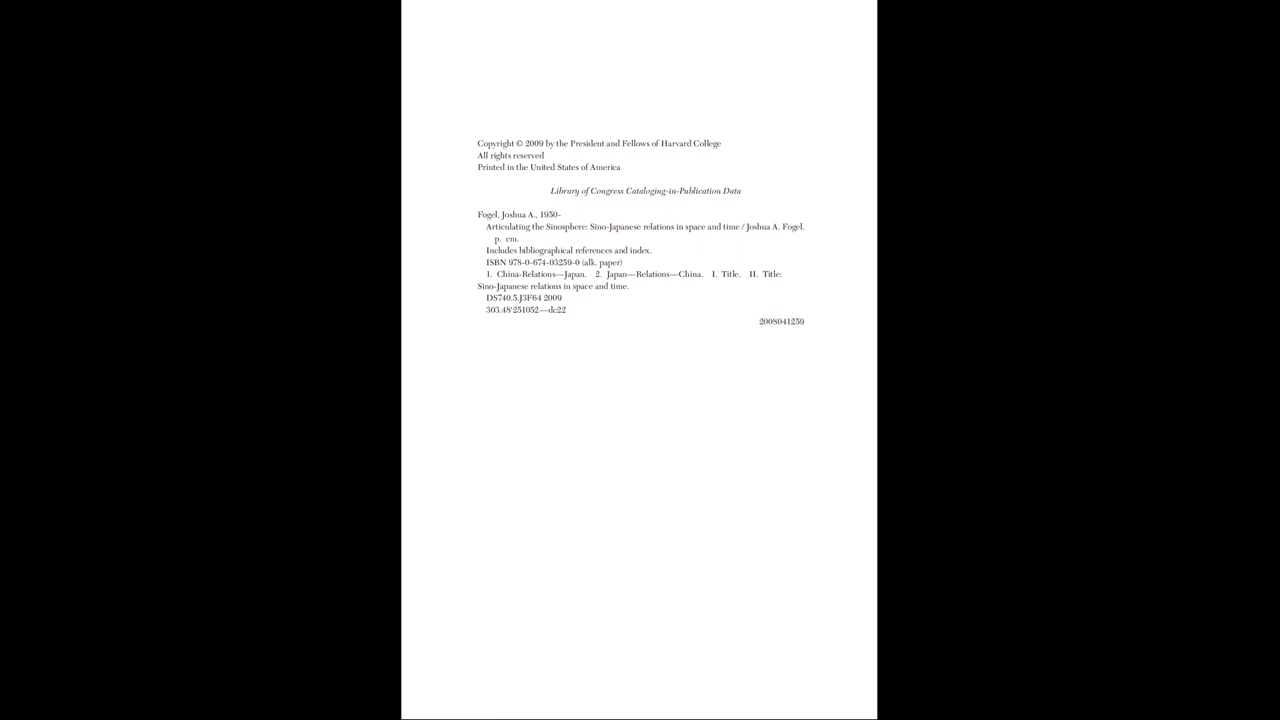 Copyright © 2009 by the President and Fellows of Harvard College
All rights reserved
Printed in the United States of America
Library of Congress Cataloging-in-Publication Data
Fogel, Joshua A., 1950-
Articulating the Sinosphere: Sino-Japanese relations in space and time / Joshua A. Fogel.
p. cm.
Includes bibliographical references and index.
ISBN 978-0-674-03259-0 (alk. paper)
1. China-Relations—Japan. 2. Japan—Relations—China. I. Title. II. Title:
Sino-Japanese relations in space and time.
DS740.5.J3F64 2009
303.48'251052—dc22
2008041259